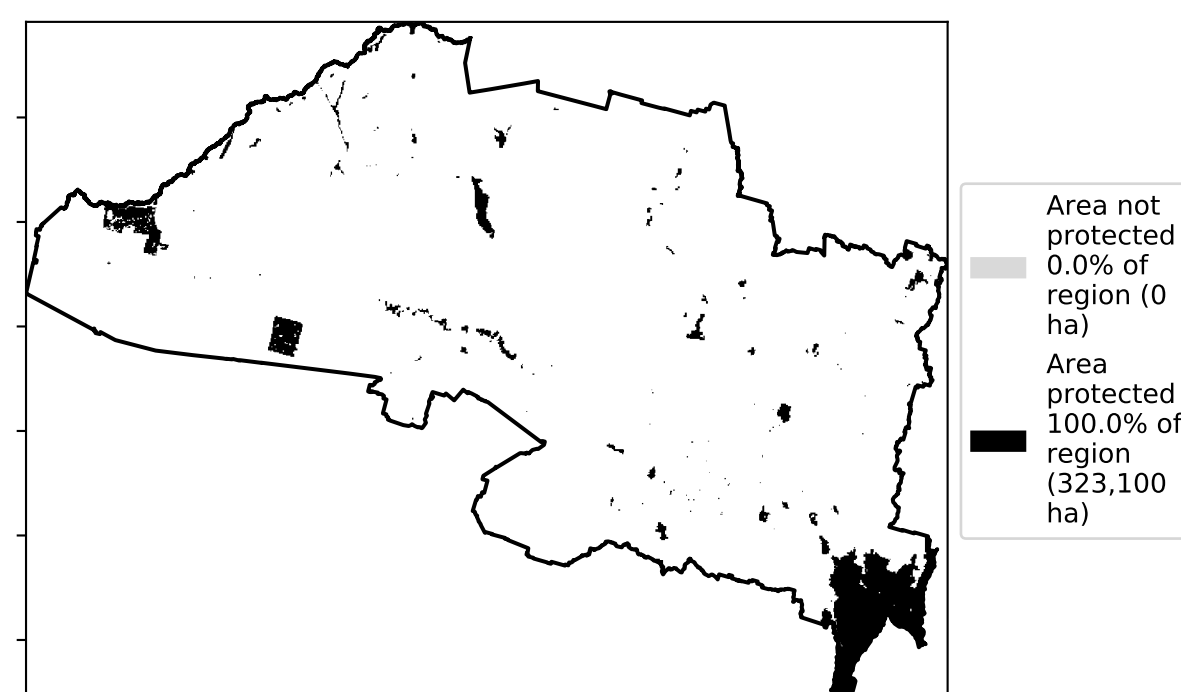 Area not
protected
0.0% of
region (0
ha)
Area
protected
100.0% of
region
(323,100
ha)